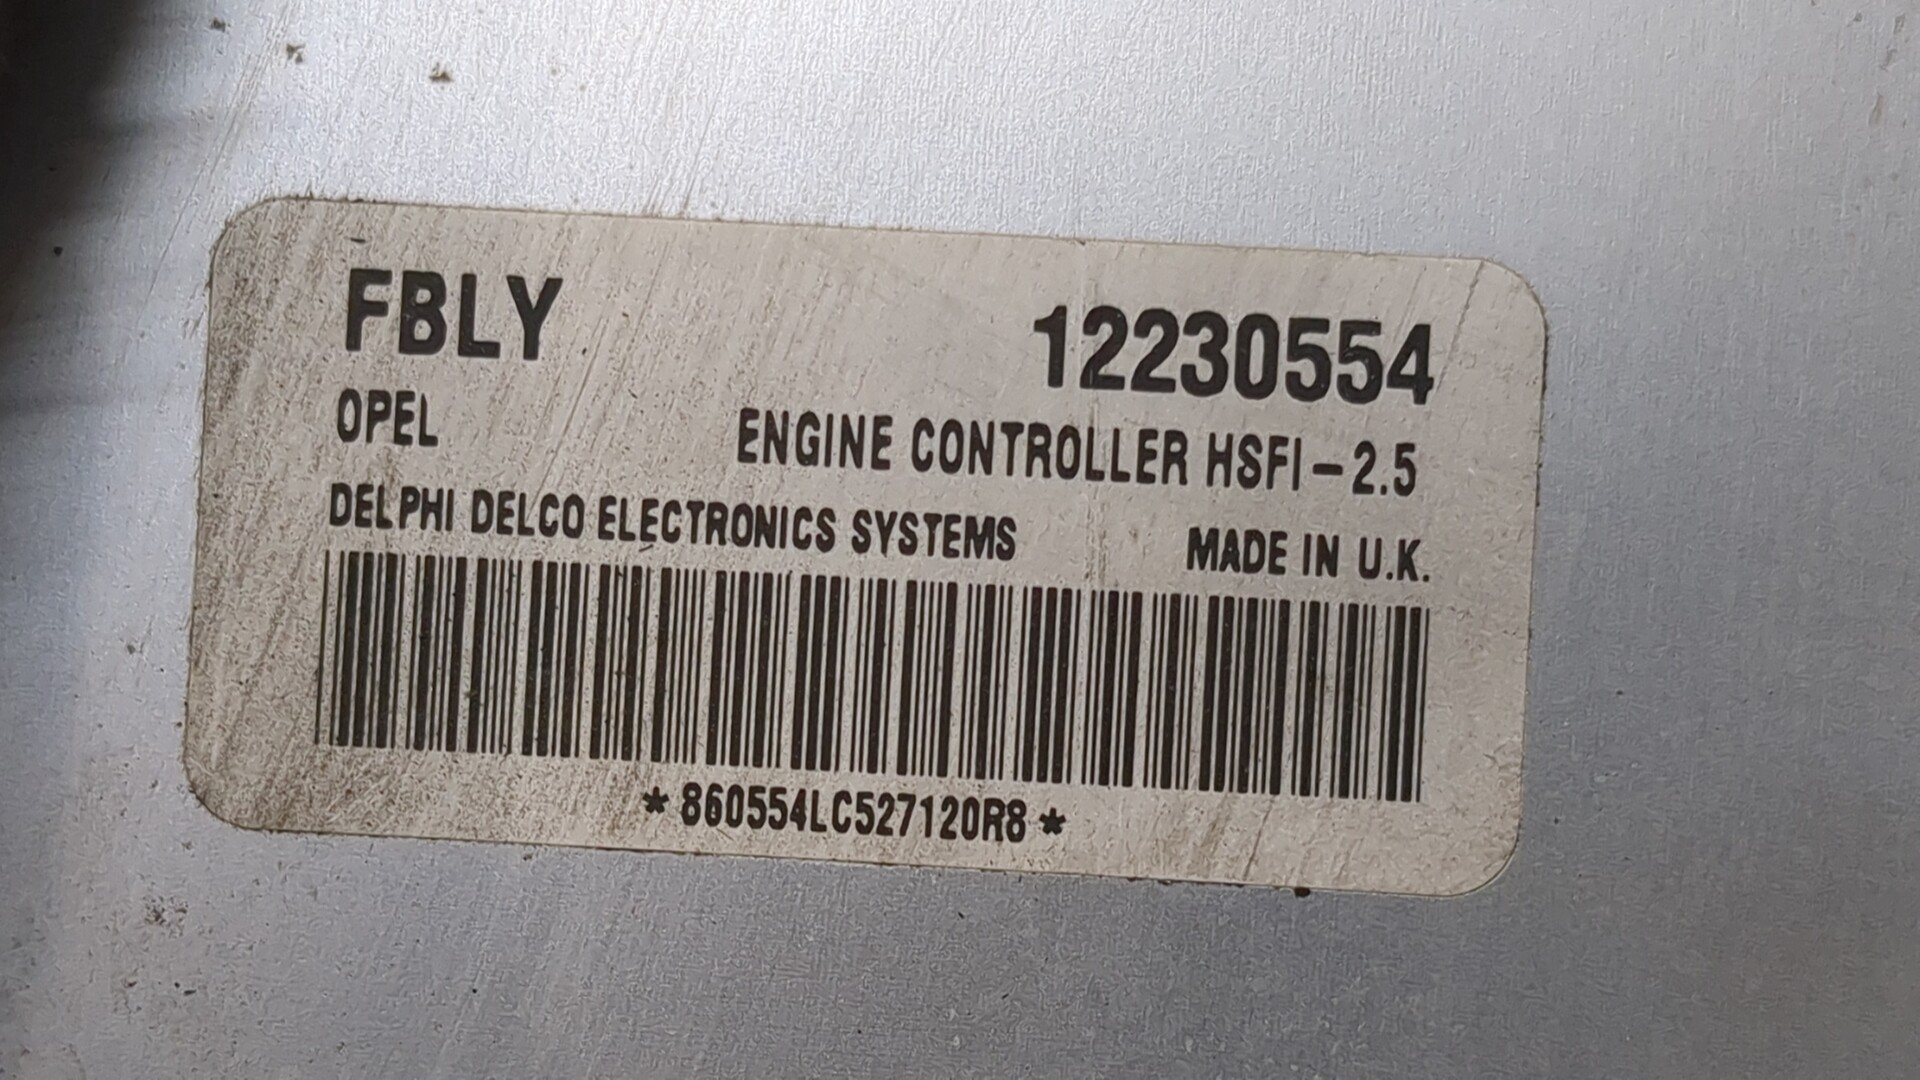 FBLY 12230554
OPEL ENGINE CONTROLLER HSFI-2.5
DELPHI DELCO ELECTRONICS SYSTEMS MADE IN U.K.
*860554LC527120R8*